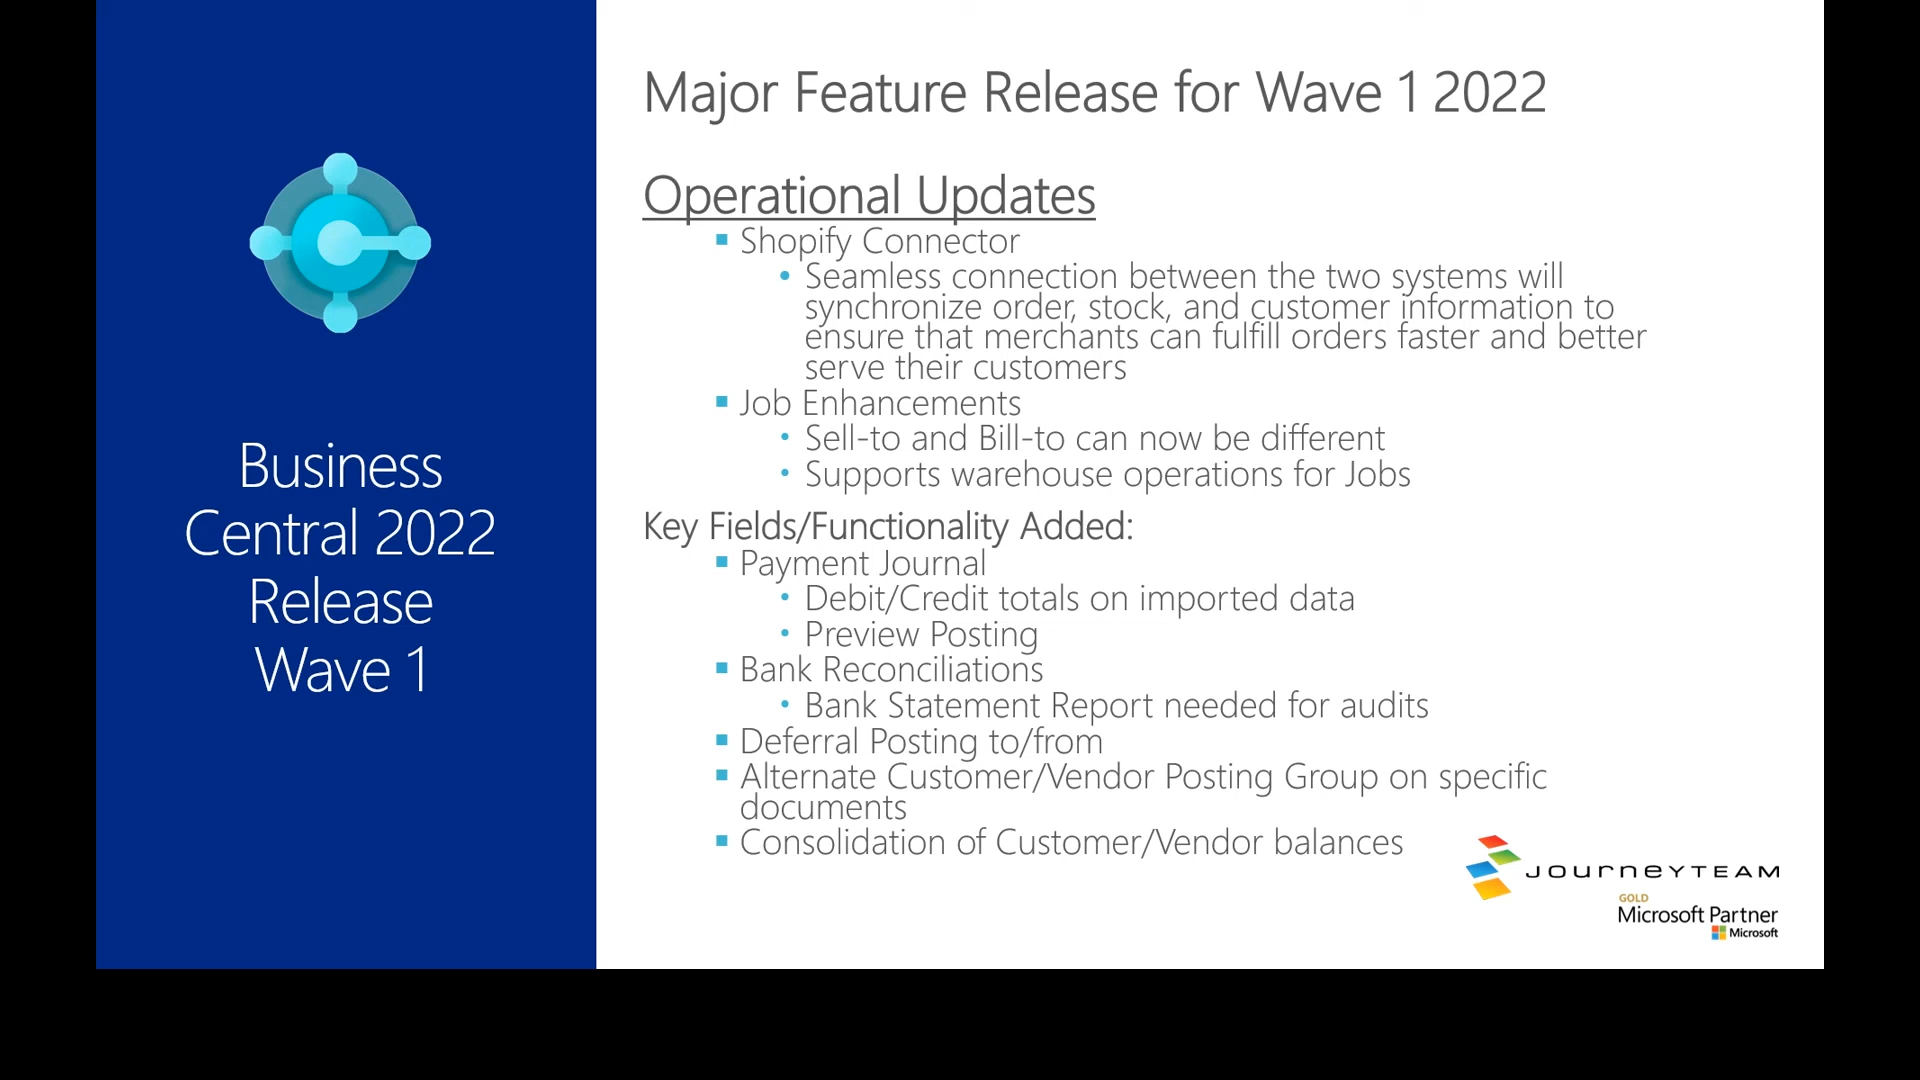 Business
Central 2022
Release
Wave 1
Major Feature Release for Wave 1 2022
Operational Updates
Shopify Connector
Seamless connection between the two systems will
synchronize order, stock, and customer information to
ensure that merchants can fulfill orders faster and better
serve their customers
Job Enhancements
Sell-to and Bill-to can now be different
Supports warehouse operations for Jobs
Key Fields/Functionality Added:
Payment Journal
Debit/Credit totals on imported data
Preview Posting
Bank Reconciliations
Bank Statement Report needed for audits
Deferral Posting to/from
Alternate Customer/Vendor Posting Group on specific
documents
Consolidation of Customer/Vendor balances
JOURNEYTEAM
GOLD
Microsoft Partner
Microsoft